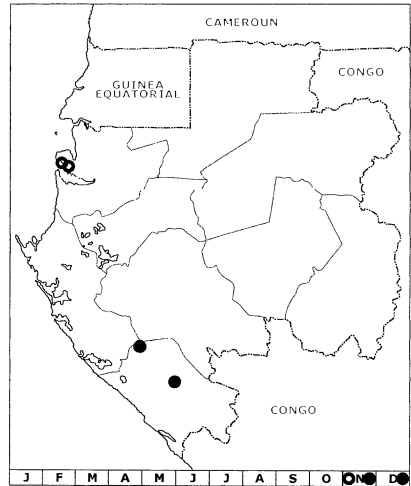 CAMEROUN
CONGO
GUINEA
EQUATORIAL
CONGO
J F M A M J J A S O N D